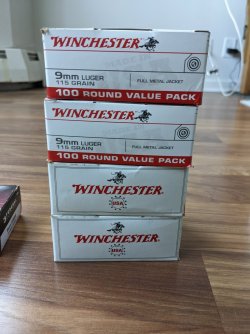 WINCHESTER
9mm LUGER
115 GRAIN
FULL METAL JACKET
100 ROUND VALUE PACK
WINCHESTER
9mm LUGER
115 GRAIN
FULL METAL JACKET
100 ROUND VALUE PACK
WINCHESTER
USA
WINCHESTER
USA